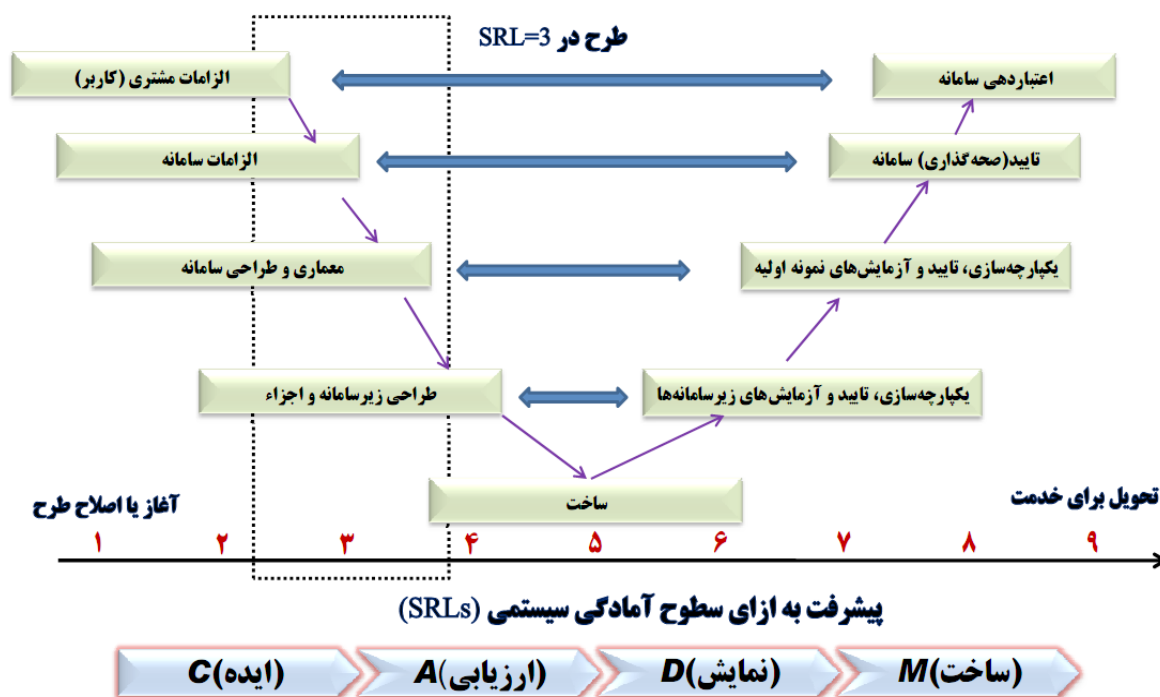 طرح در SRL=3
الزامات مشتری (کاربر)
اعتباردهی سامانه
الزامات سامانه
تایید(صحه‌گذاری) سامانه
معماری و طراحی سامانه
یکپارچه‌سازی، تایید و آزمایش‌های نمونه اولیه
طراحی زیرسامانه و اجزاء
یکپارچه‌سازی، تایید و آزمایش‌های زیرسامانه‌ها
ساخت
آغاز یا اصلاح طرح
تحویل برای خدمت
۱ ۲ ۳ ۴ ۵ ۶ ۷ ۸ ۹
پیشرفت به ازای سطوح آمادگی سیستمی (SRLs)
C(ایده)
A(ارزیابی)
D(نمایش)
M(ساخت)